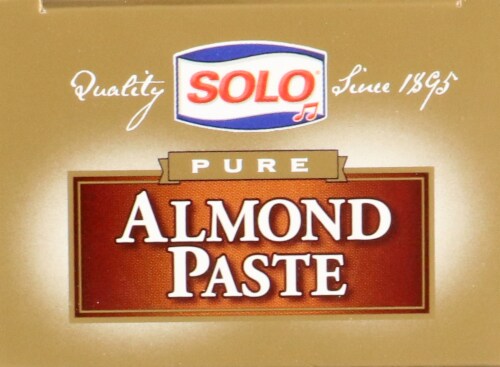 Quality SOLO® Since 1895
PURE
ALMOND
PASTE